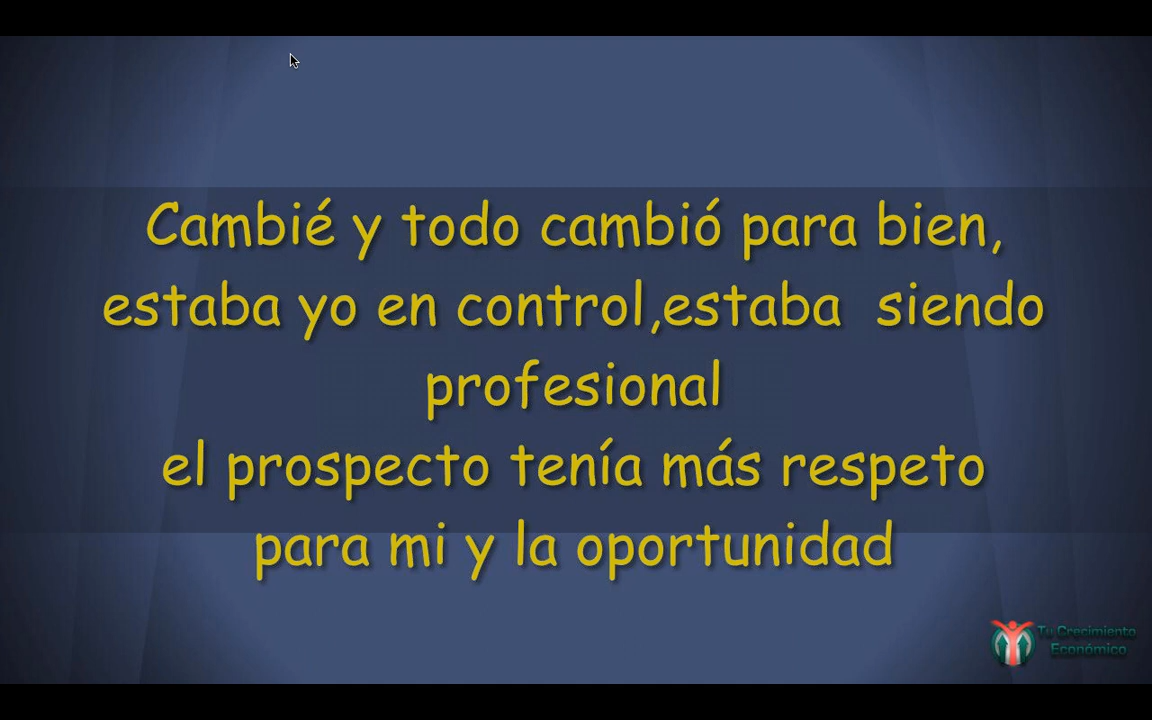 Cambié y todo cambió para bien,
estaba yo en control,estaba  siendo
profesional
el prospecto tenía más respeto
para mi y la oportunidad
Tu Crecimiento
Económico